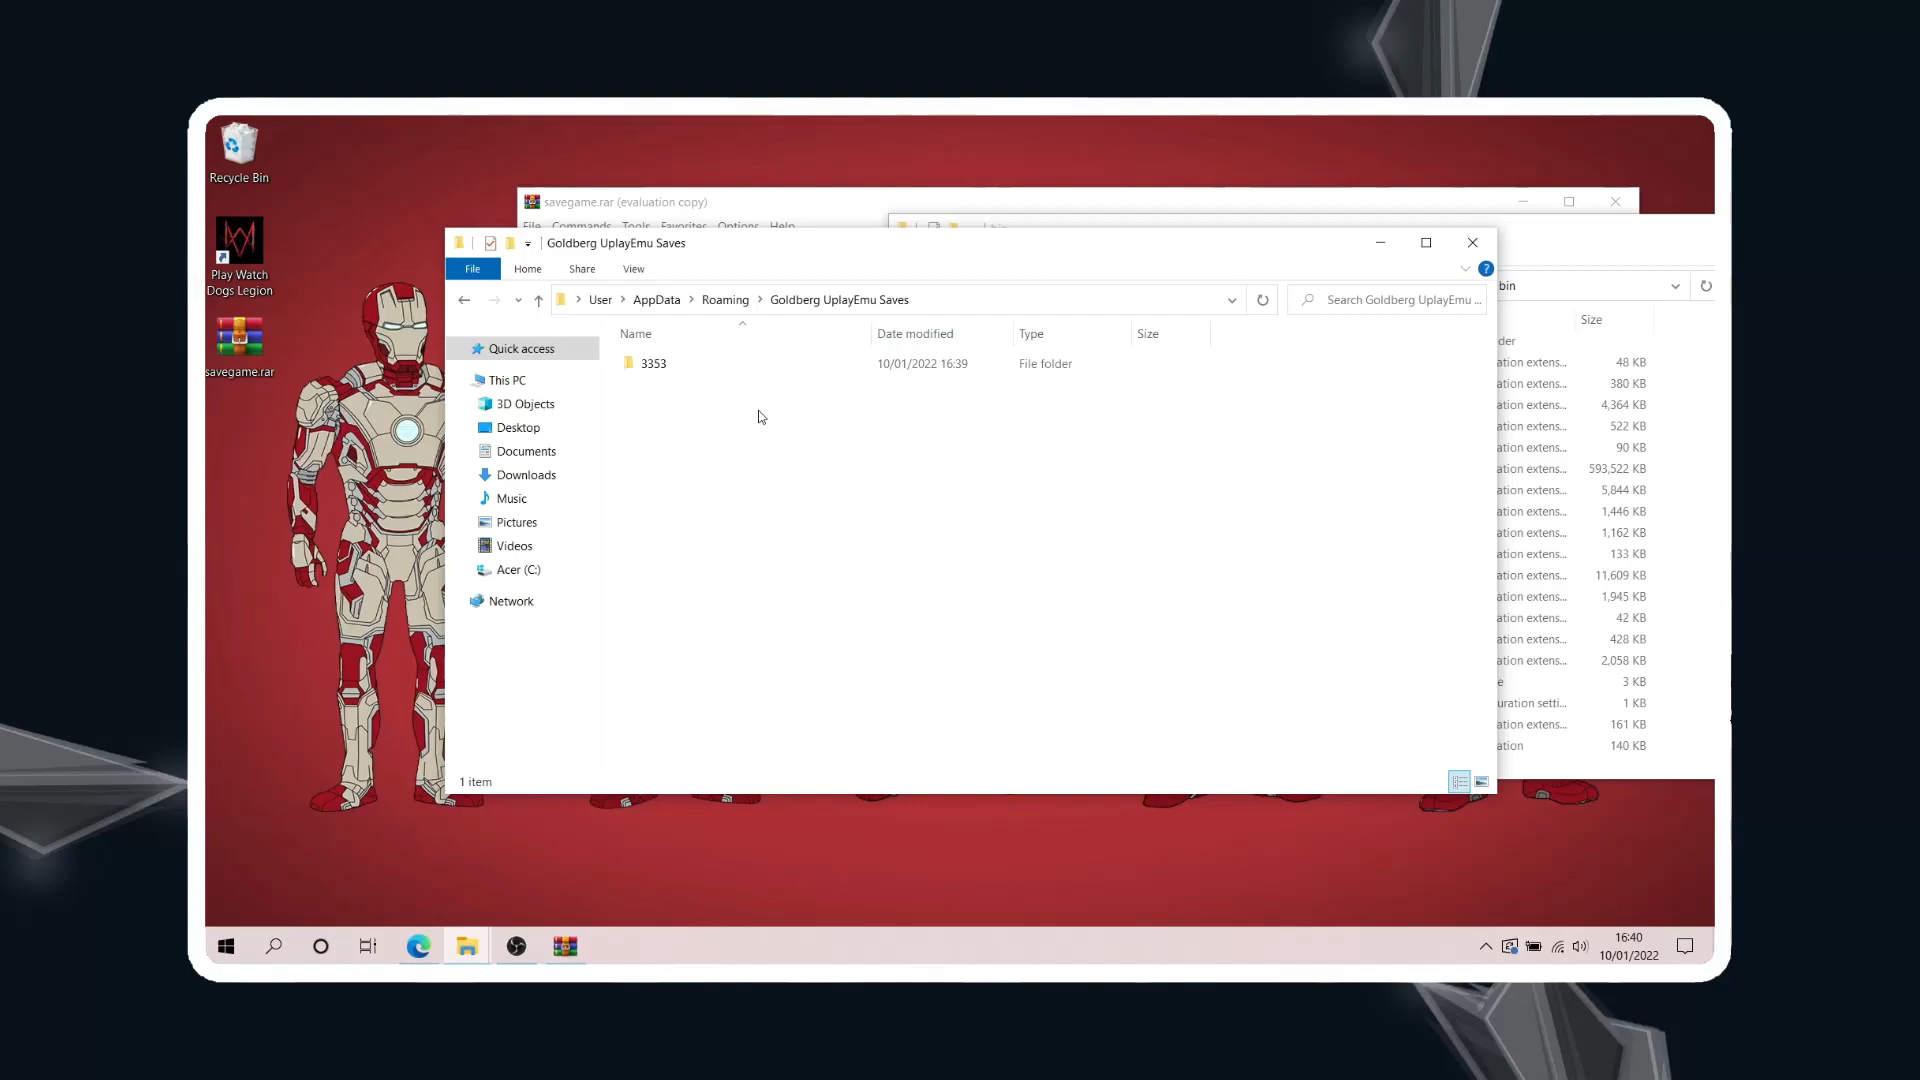 Recycle Bin
Play Watch
Dogs Legion
savegame.rar
savegame.rar (evaluation copy)
File Commands Tools Favorites Options Help
Goldberg UplayEmu Saves
File Home Share View
User AppData Roaming Goldberg UplayEmu Saves
Search Goldberg UplayEmu ...
Name Date modified Type Size
3353 10/01/2022 16:39 File folder
Quick access
This PC
3D Objects
Desktop
Documents
Downloads
Music
Pictures
Videos
Acer (C:)
Network
1 item
bin
Size
der
ation extens... 48 KB
ation extens... 380 KB
ation extens... 4,364 KB
ation extens... 522 KB
ation extens... 90 KB
ation extens... 593,522 KB
ation extens... 5,844 KB
ation extens... 1,446 KB
ation extens... 1,162 KB
ation extens... 133 KB
ation extens... 11,609 KB
ation extens... 1,945 KB
ation extens... 42 KB
ation extens... 428 KB
ation extens... 2,058 KB
e 3 KB
uration setti... 1 KB
ation extens... 161 KB
ation 140 KB
16:40
10/01/2022